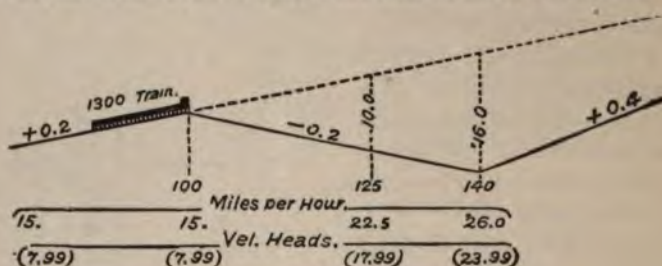 1300 Train.
+0.2
-0.2
10.0
16.0
+0.4
100 125 140
Miles per Hour.
15. 15. 22.5 26.0
Vel. Heads.
(7.99) (7.99) (17.99) (23.99)